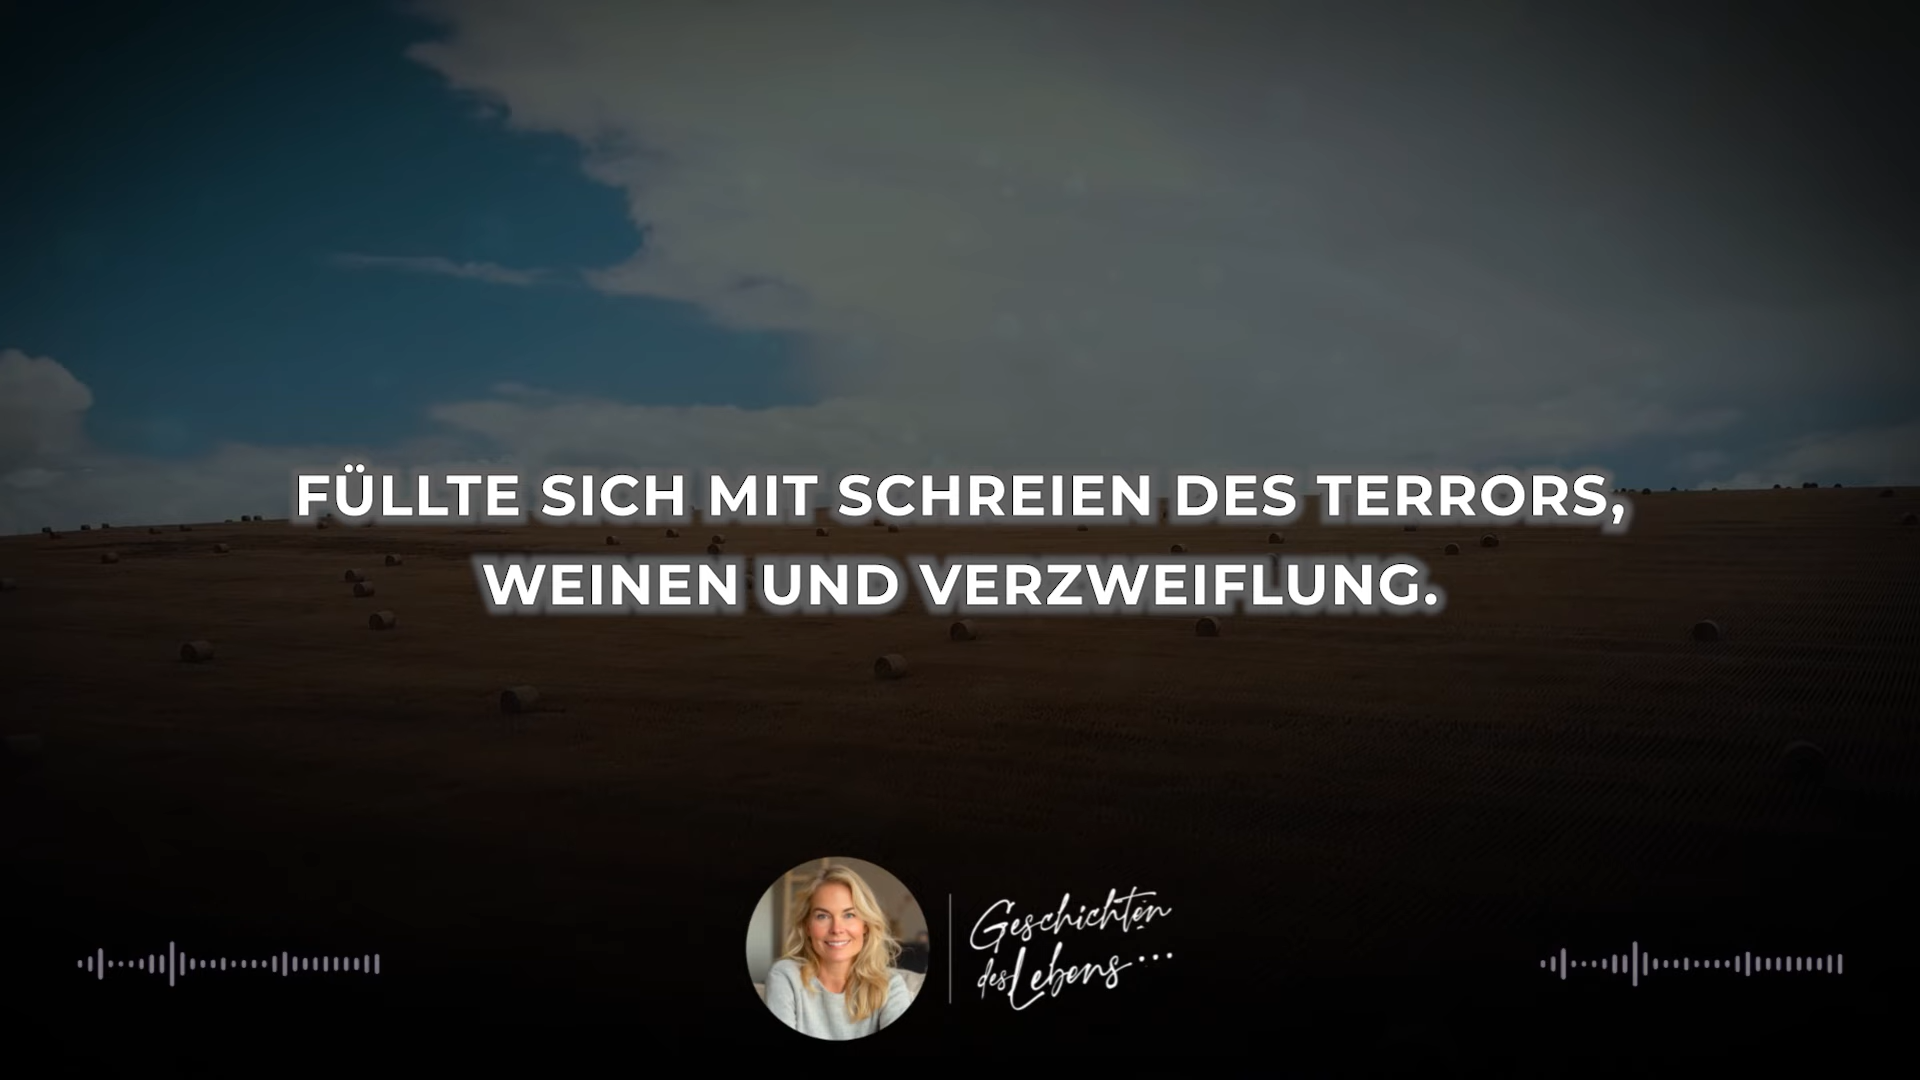 FÜLLTE SICH MIT SCHREIEN DES TERRORS,
WEINEN UND VERZWEIFLUNG.
Geschichten
des Lebens...